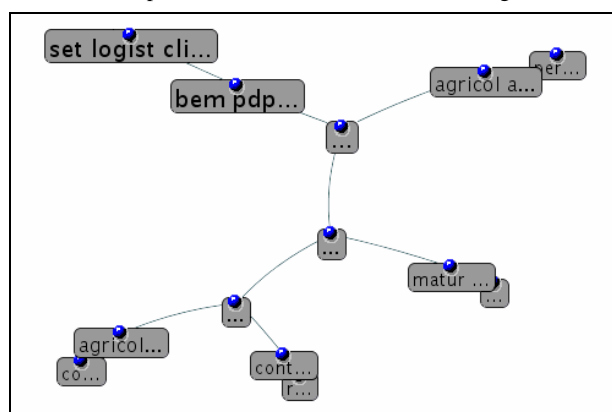 set logist cli...
per...
agricol a...
bem pdp...
...
...
matur ...
...
...
agricol...
co...
cont...
r...